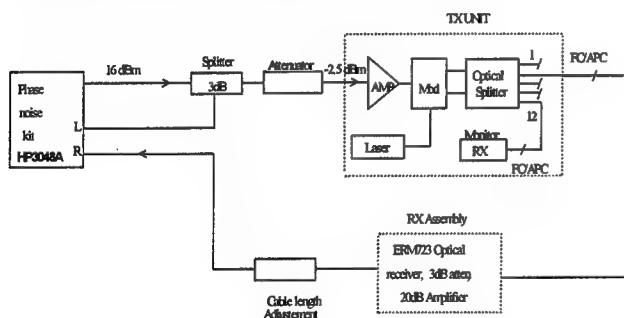 TX UNIT
Splitter
Attenuator
16 dBm
-2.5 dBm
1
FC/APC
3dB
AMP
Mod
Optical
Splitter
Phase
noise
kit
HP3048A
L
R
12
Laser
Monitor
RX
FC/APC
RX Assembly
ERM723 Optical
receiver, 3dB atten,
20dB Amplifier
Cable length
Adjustement